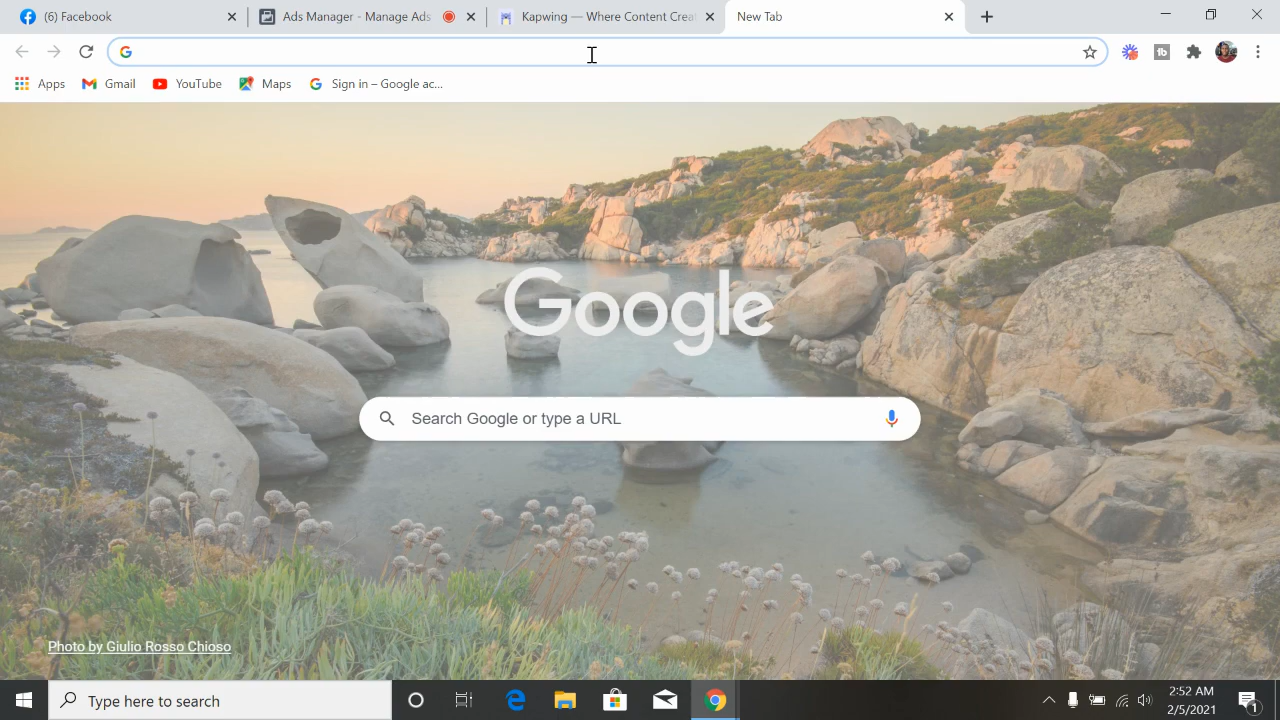 (6) Facebook
Ads Manager - Manage Ads
Kapwing — Where Content Crea
New Tab
Apps
Gmail
YouTube
Maps
Sign in – Google ac...
Google
Search Google or type a URL
Photo by Giulio Rosso Chioso
Type here to search
2:52 AM
2/5/2021
1